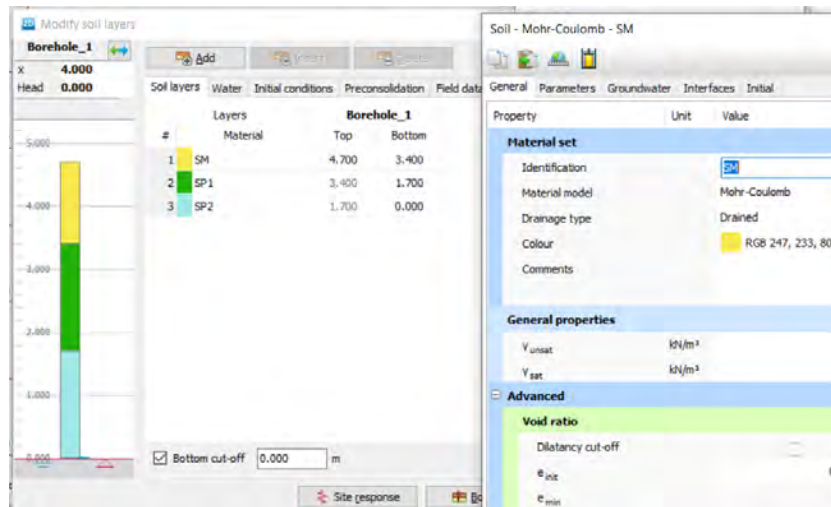 Modify soil layers
Borehole_1
x 4.000
Head 0.000
Add
Soil layers Water Initial conditions Preconsolidation Field data
Layers Borehole_1
# Material Top Bottom
1 SM 4.700 3.400
2 SP1 3.400 1.700
3 SP2 1.700 0.000
5.000
4.000
3.000
2.000
1.000
0.000
Bottom cut-off 0.000 m
Site response
Soil - Mohr-Coulomb - SM
General Parameters Groundwater Interfaces Initial
Property Unit Value
Material set
Identification SM
Material model Mohr-Coulomb
Drainage type Drained
Colour RGB 247, 233, 80
Comments
General properties
γ unsat kN/m³
γ sat kN/m³
Advanced
Void ratio
Dilatancy cut-off
e init
e min